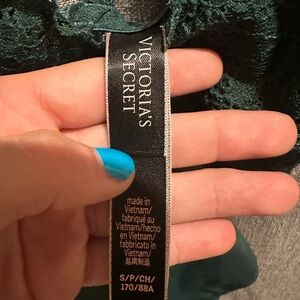 VICTORIA'S
SECRET
made in
Vietnam/
fabriqué au
Vietnam/hecho
en Vietnam/
fabbricato in
Vietnam/
越南制造
S/P/CH/
170/88A